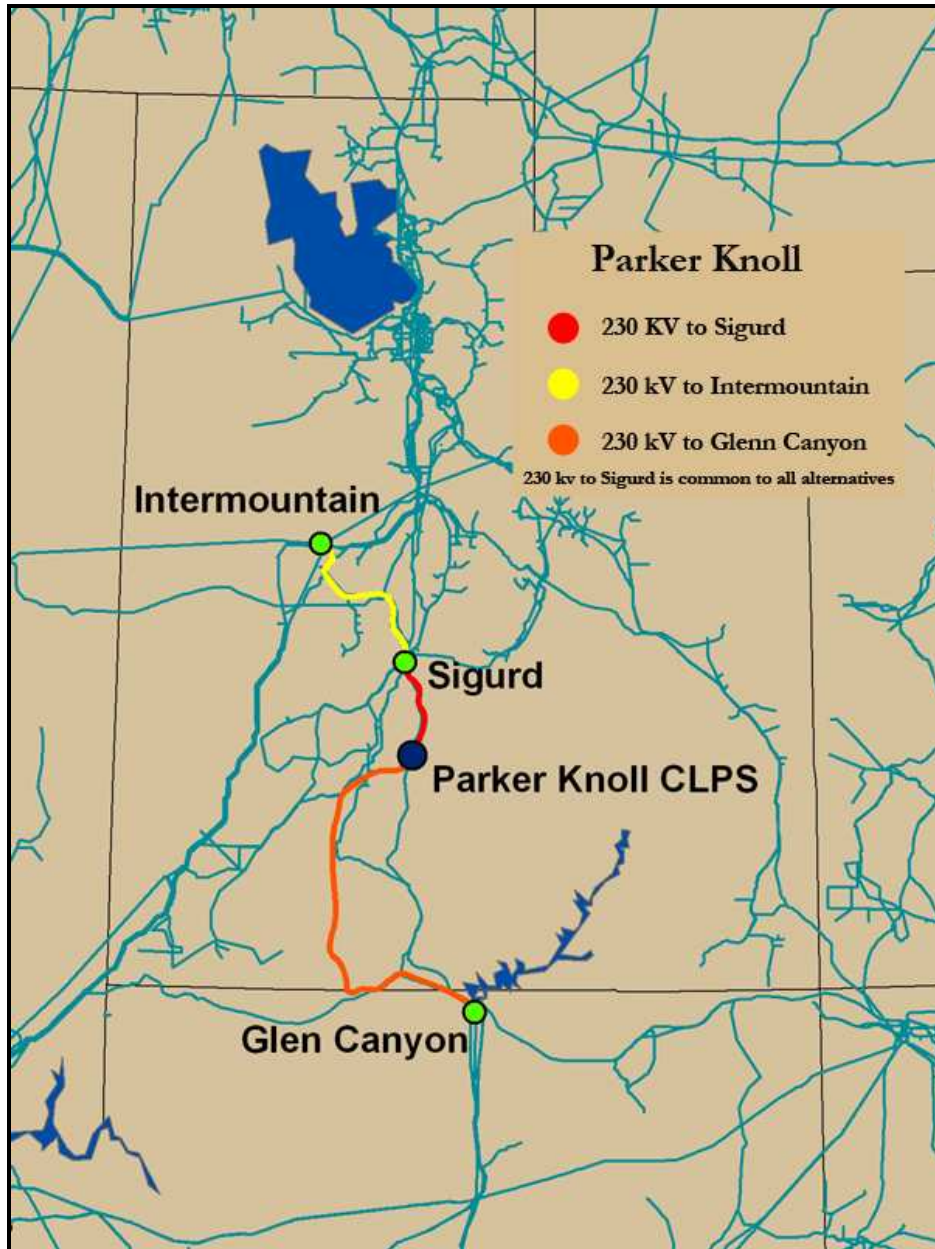 Parker Knoll
230 KV to Sigurd
230 kV to Intermountain
230 kV to Glenn Canyon
230 kv to Sigurd is common to all alternatives
Intermountain
Sigurd
Parker Knoll CLPS
Glen Canyon